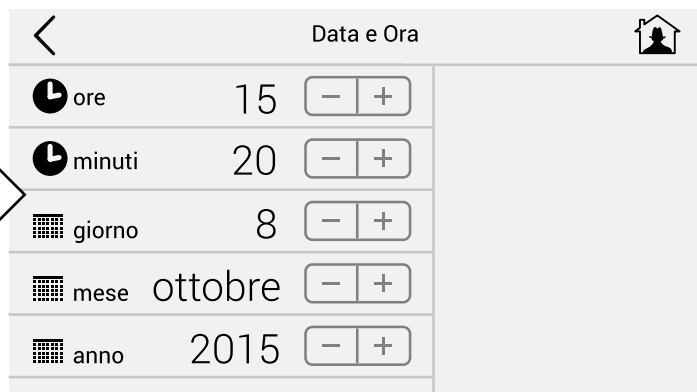 Data e Ora
ore 15 − +
minuti 20 − +
giorno 8 − +
mese ottobre − +
anno 2015 − +